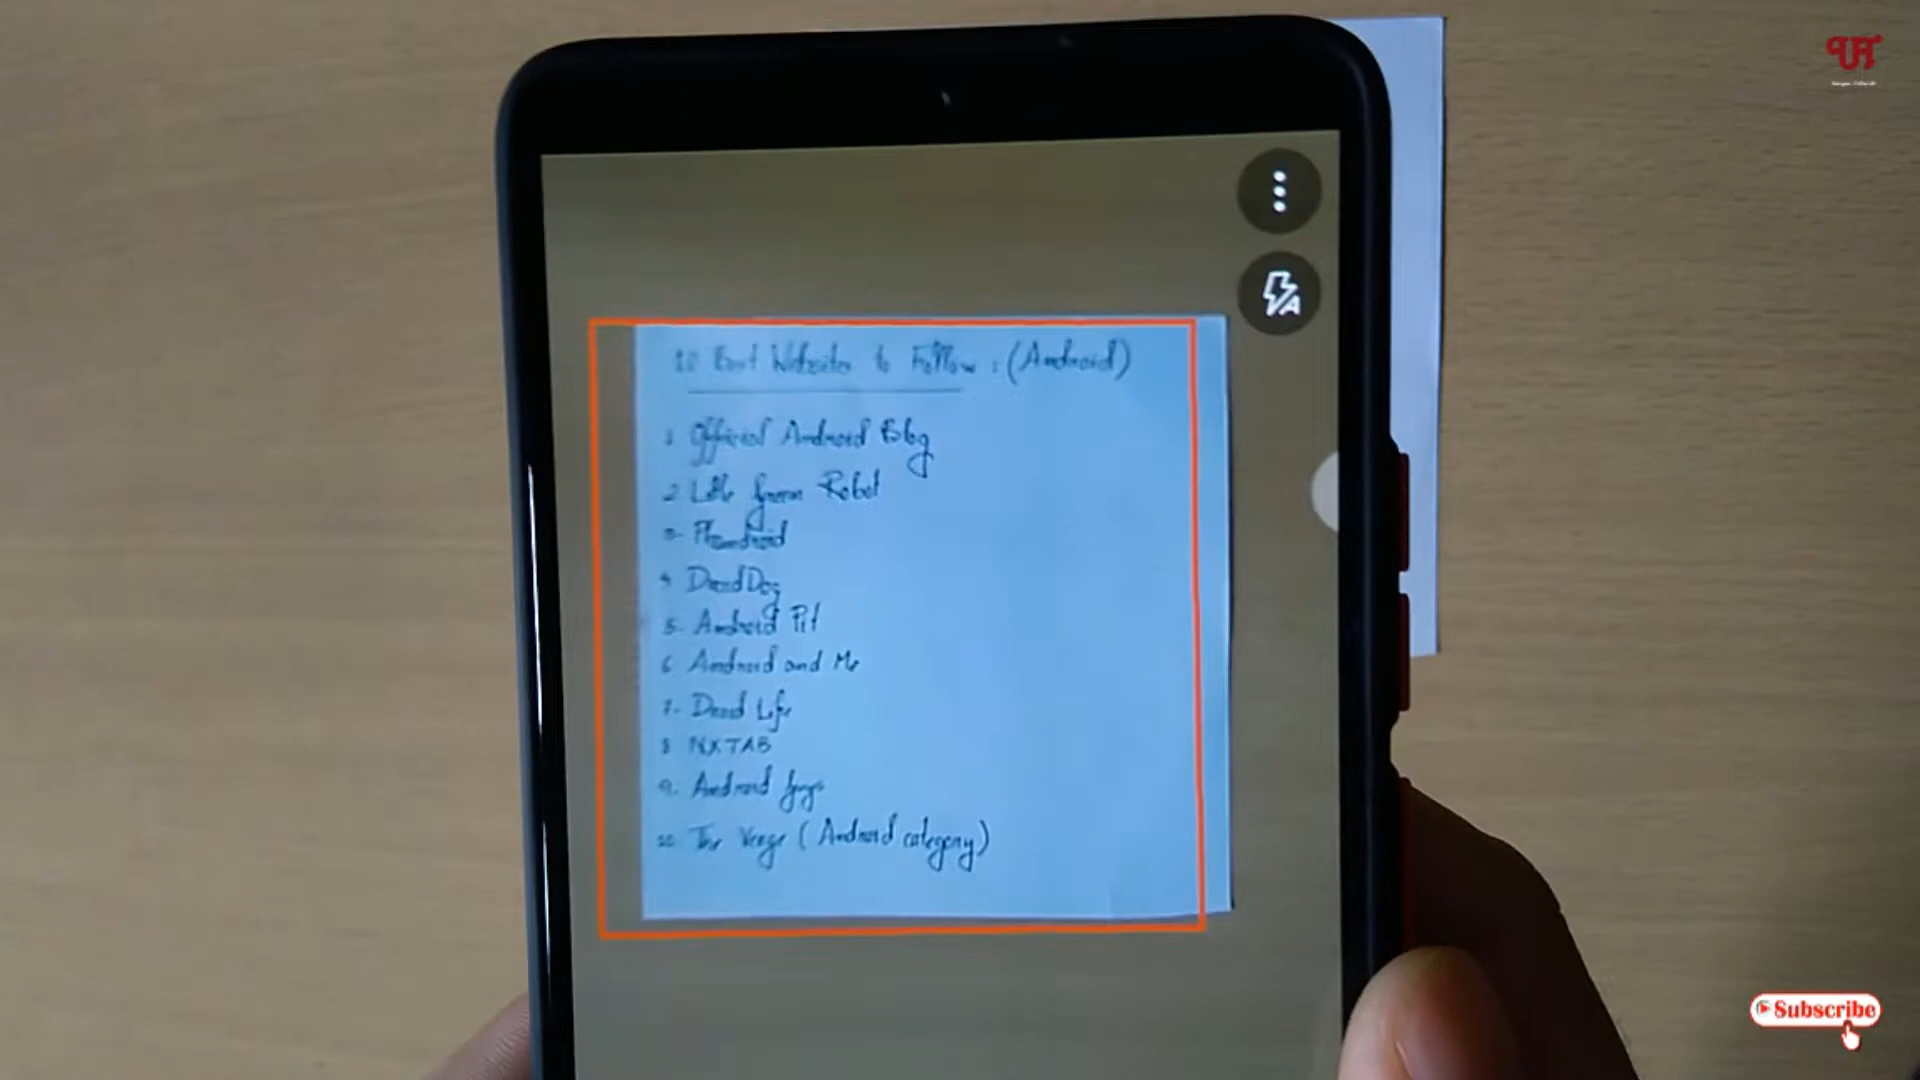 10 Best Websites to Follow : (Android)
1 Official Android Blog
2 Little Green Robot
3- Phandroid
4 DroidDog
5- Android Pit
6 Android and Me
7- Droid Life
8 NXTAB
9- Android Guys
10. The Verge (Android category)
UA
Subscribe